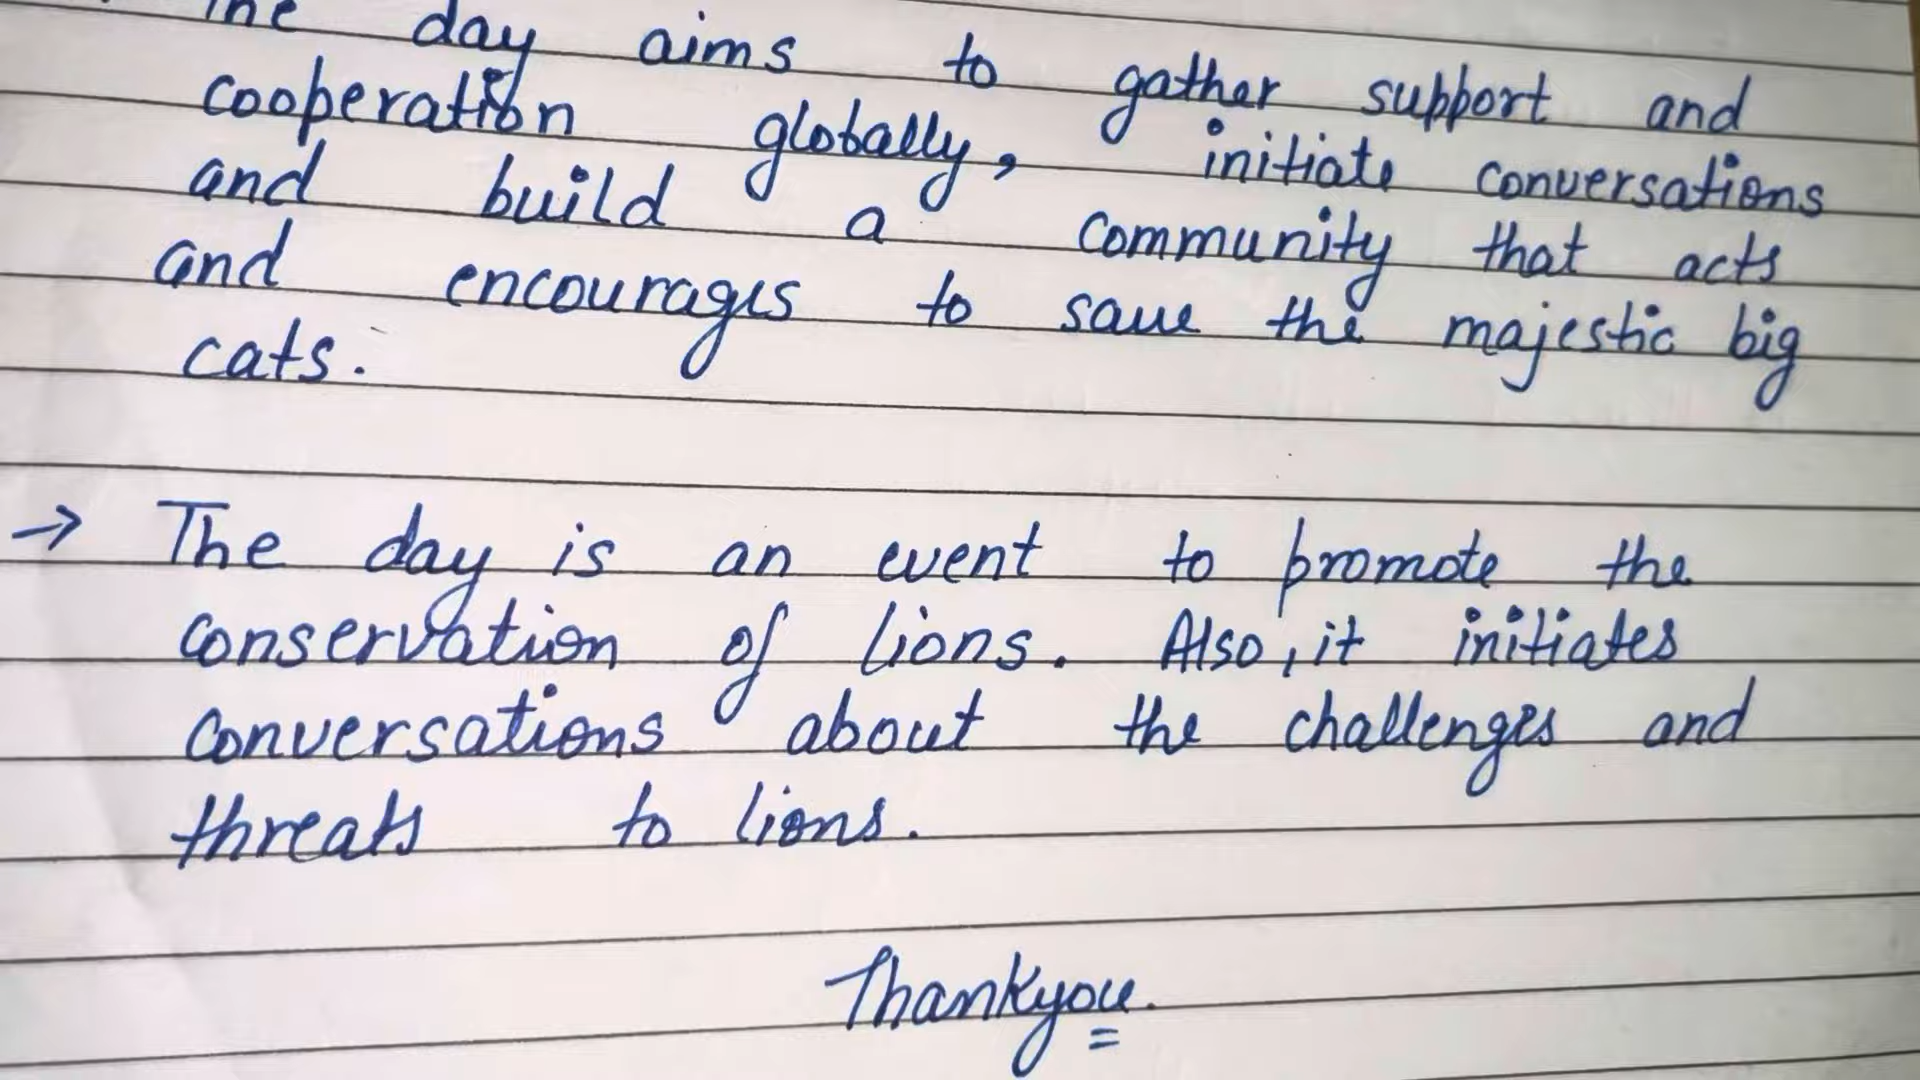 The day aims to gather support and
cooperation globally, initiate conversations
and build a community that acts
and encourages to save the majestic big
cats.
→ The day is an event to promote the
conservation of lions. Also, it initiates
conversations about the challenges and
threats to lions.
Thankyou.